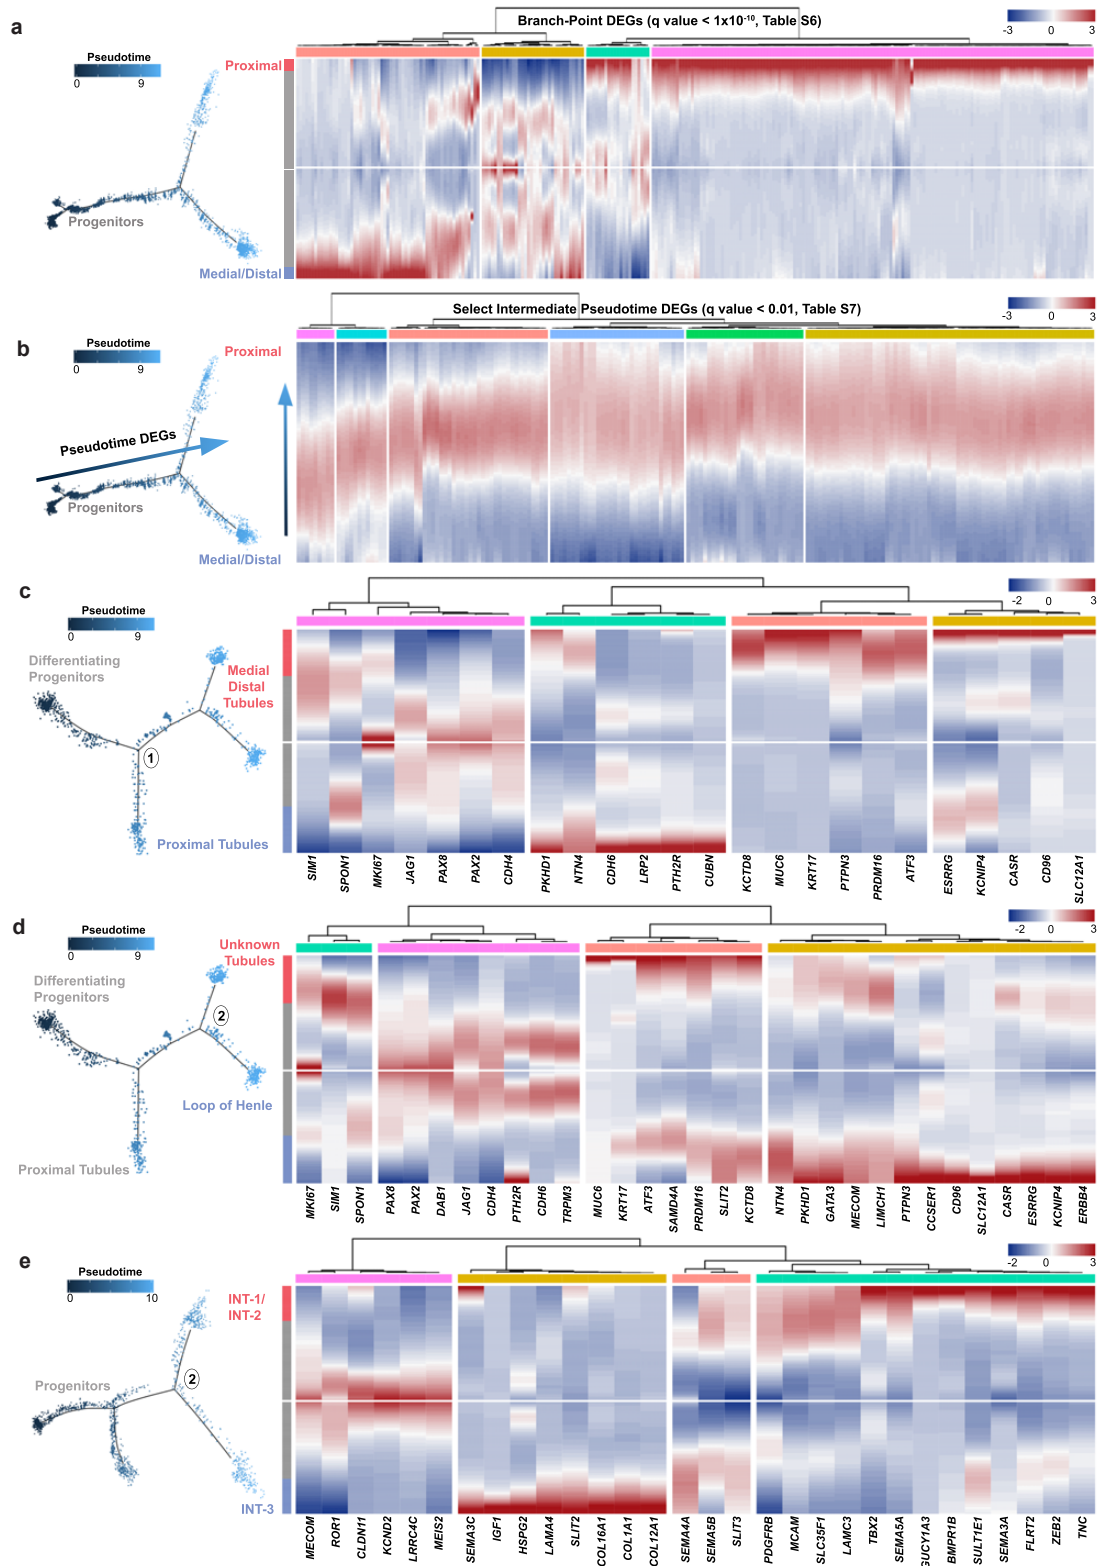 a
Branch-Point DEGs (q value < 1x10⁻¹⁰, Table S6)
-3 0 3
Pseudotime
0 9
Proximal
Progenitors
Medial/Distal
b
Select Intermediate Pseudotime DEGs (q value < 0.01, Table S7)
-3 0 3
Pseudotime
0 9
Proximal
Pseudotime DEGs
Progenitors
Medial/Distal
c
-2 0 3
Pseudotime
0 9
Differentiating
Progenitors
Medial
Distal
Tubules
1
Proximal Tubules
SIM1 SPON1 MKI67 JAG1 PAX8 PAX2 CDH4 PKHD1 NTN4 CDH6 LRP2 PTH2R CUBN KCTD8 MUC6 KRT17 PTPN3 PRDM16 ATF3 ESRRG KCNIP4 CASR CD96 SLC12A1
d
-2 0 3
Pseudotime
0 9
Unknown
Tubules
Differentiating
Progenitors
2
Loop of Henle
Proximal Tubules
MKI67 SIM1 SPON1 PAX8 PAX2 DAB1 JAG1 CDH4 PTH2R CDH6 TRPM3 MUC6 KRT17 ATF3 SAMD4A PRDM16 SLIT2 KCTD8 NTN4 PKHD1 GATA3 MECOM LIMCH1 PTPN3 CCSER1 CD96 SLC12A1 CASR ESRRG KCNIP4 ERBB4
e
-2 0 3
Pseudotime
0 10
INT-1/
INT-2
Progenitors
2
INT-3
MECOM ROR1 CLDN11 KCND2 LRRC4C MEIS2 SEMA3C IGF1 HSPG2 LAMA4 SLIT2 COL16A1 COL1A1 COL12A1 SEMA4A SEMA5B SLIT3 PDGFRB MCAM SLC35F1 LAMC3 TBX2 SEMA5A GUCY1A3 BMPR1B SULT1E1 SEMA3A FLRT2 ZEB2 TNC